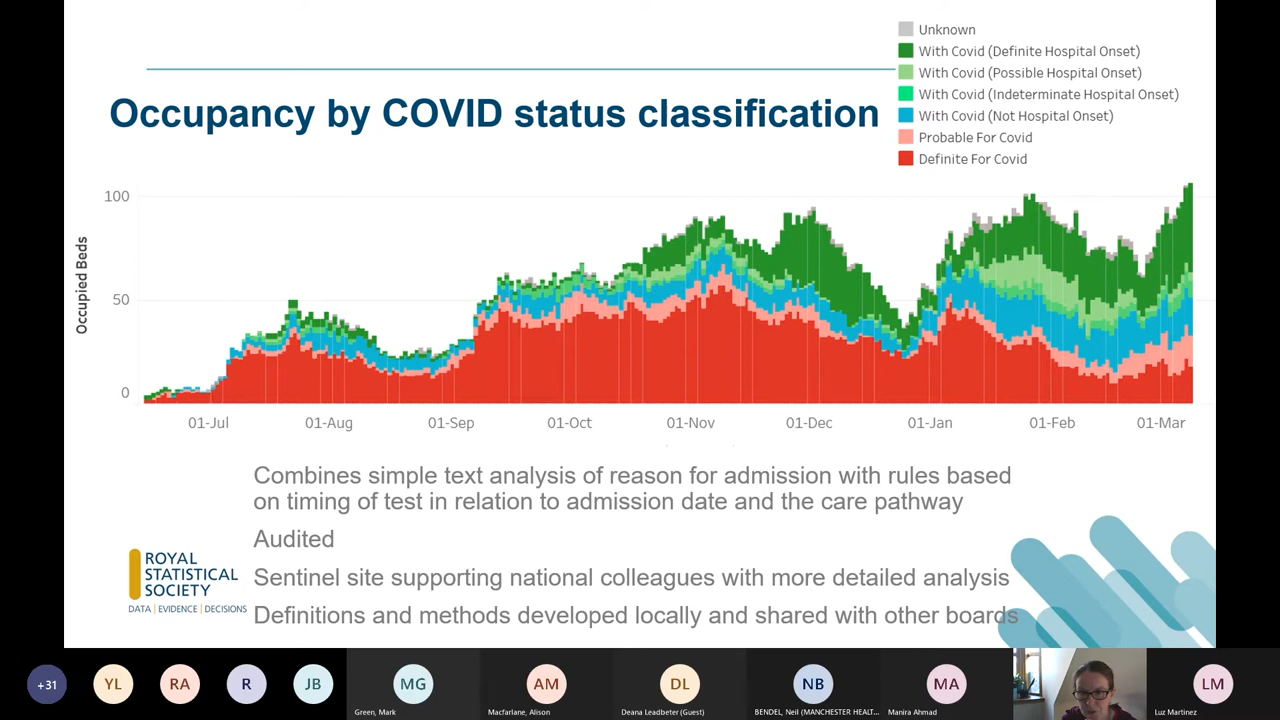 Unknown
With Covid (Definite Hospital Onset)
With Covid (Possible Hospital Onset)
With Covid (Indeterminate Hospital Onset)
With Covid (Not Hospital Onset)
Probable For Covid
Definite For Covid
Occupancy by COVID status classification
100
50
0
Occupied Beds
01-Jul 01-Aug 01-Sep 01-Oct 01-Nov 01-Dec 01-Jan 01-Feb 01-Mar
Combines simple text analysis of reason for admission with rules based
on timing of test in relation to admission date and the care pathway
Audited
Sentinel site supporting national colleagues with more detailed analysis
Definitions and methods developed locally and shared with other boards
ROYAL
STATISTICAL
SOCIETY
DATA | EVIDENCE | DECISIONS
+31 YL RA R JB MG AM DL NB MA LM
Green, Mark
Macfarlane, Alison
Deana Leadbeter (Guest)
BENDEL, Neil (MANCHESTER HEALT...
Manira Ahmad
Luz Martinez